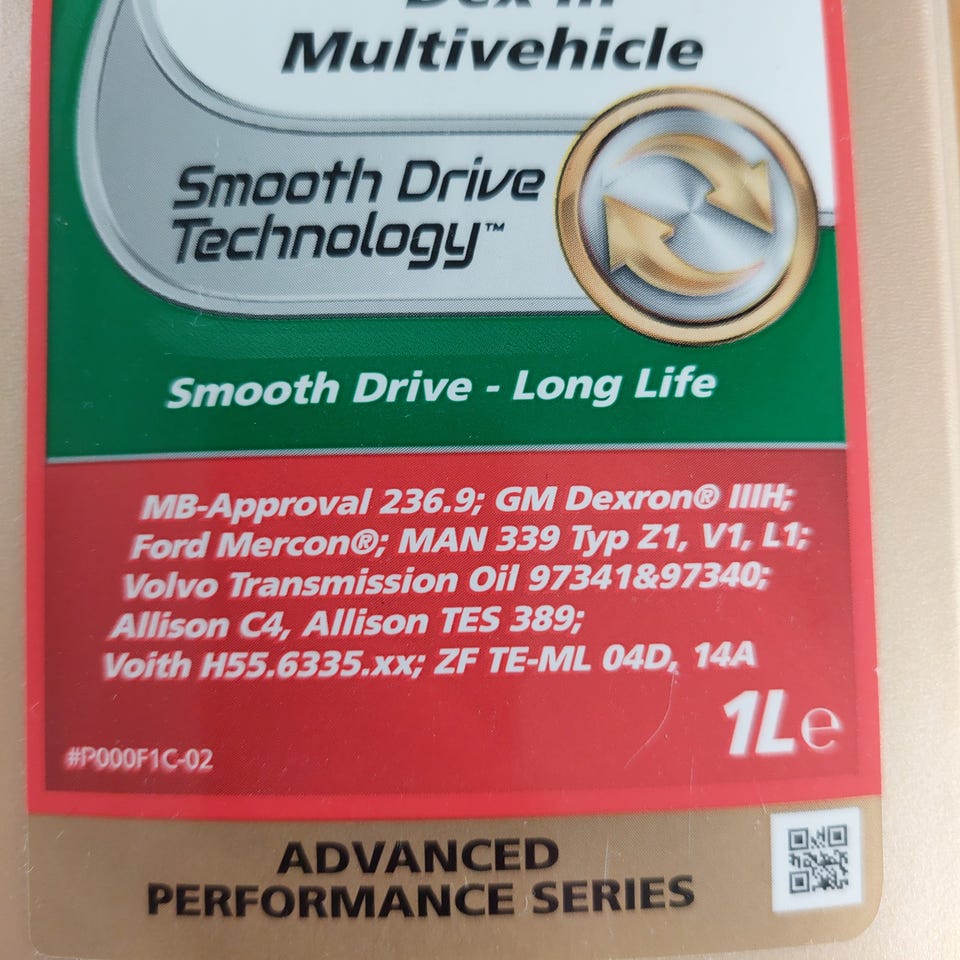 Dex III
Multivehicle
Smooth Drive
Technology™
Smooth Drive - Long Life
MB-Approval 236.9; GM Dexron® IIIH;
Ford Mercon®; MAN 339 Typ Z1, V1, L1;
Volvo Transmission Oil 97341&97340;
Allison C4, Allison TES 389;
Voith H55.6335.xx; ZF TE-ML 04D, 14A
1L e
#P000F1C-02
ADVANCED
PERFORMANCE SERIES